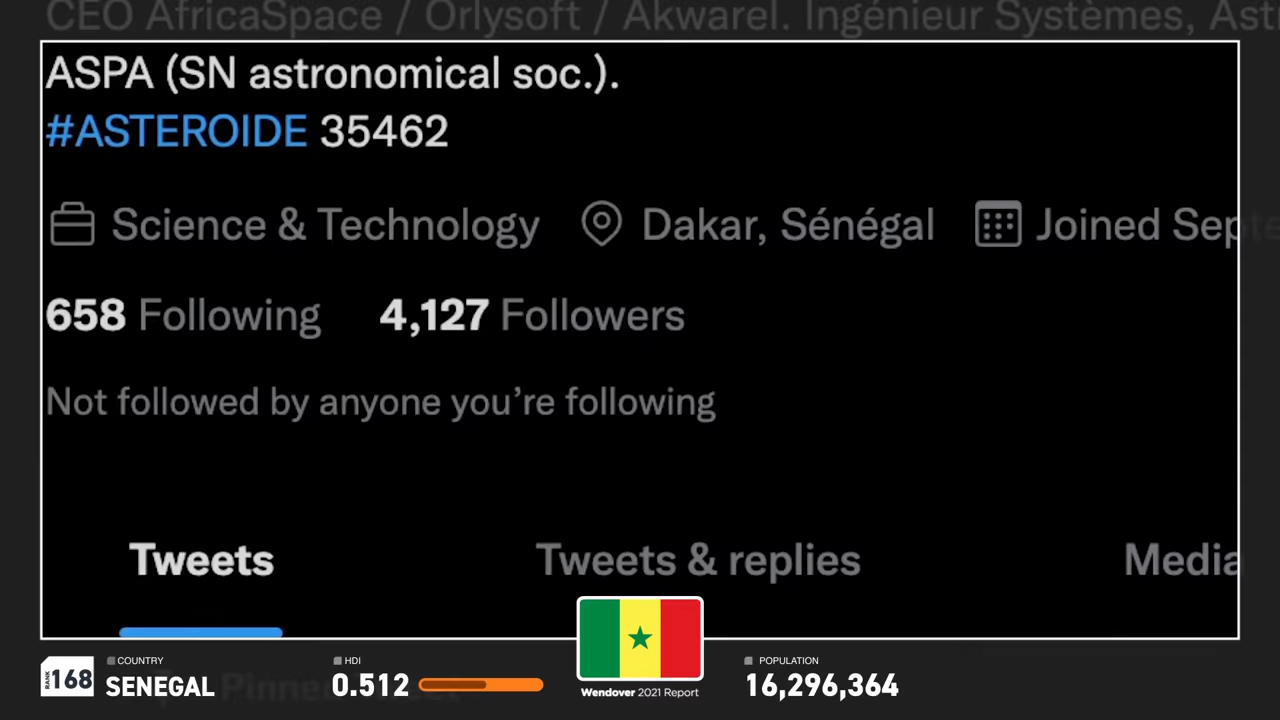 CEO AfricaSpace / Orlysoft / Akwarel. Ingénieur Systèmes,
ASPA (SN astronomical soc.).
#ASTEROIDE 35462
Science & Technology Dakar, Sénégal Joined
658 Following 4,127 Followers
Not followed by anyone you're following
Tweets Tweets & replies Media
COUNTRY HDI POPULATION
RANK 168 SENEGAL 0.512 Wendover 2021 Report 16,296,364
Pinned